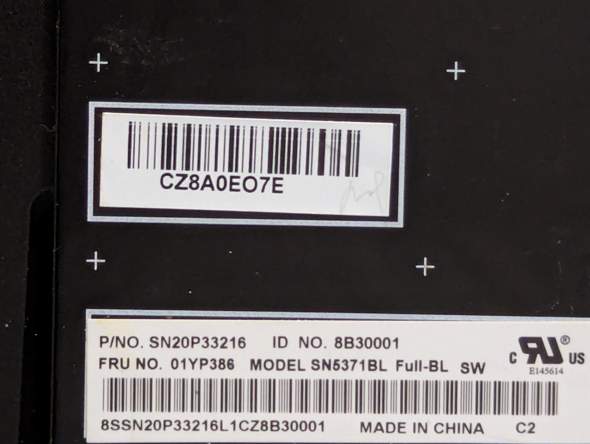 CZ8A0EO7E
P/NO. SN20P33216 ID NO. 8B30001
FRU NO. 01YP386 MODEL SN5371BL Full-BL SW
c RU ® US
E145614
8SSN20P33216L1CZ8B30001 MADE IN CHINA C2